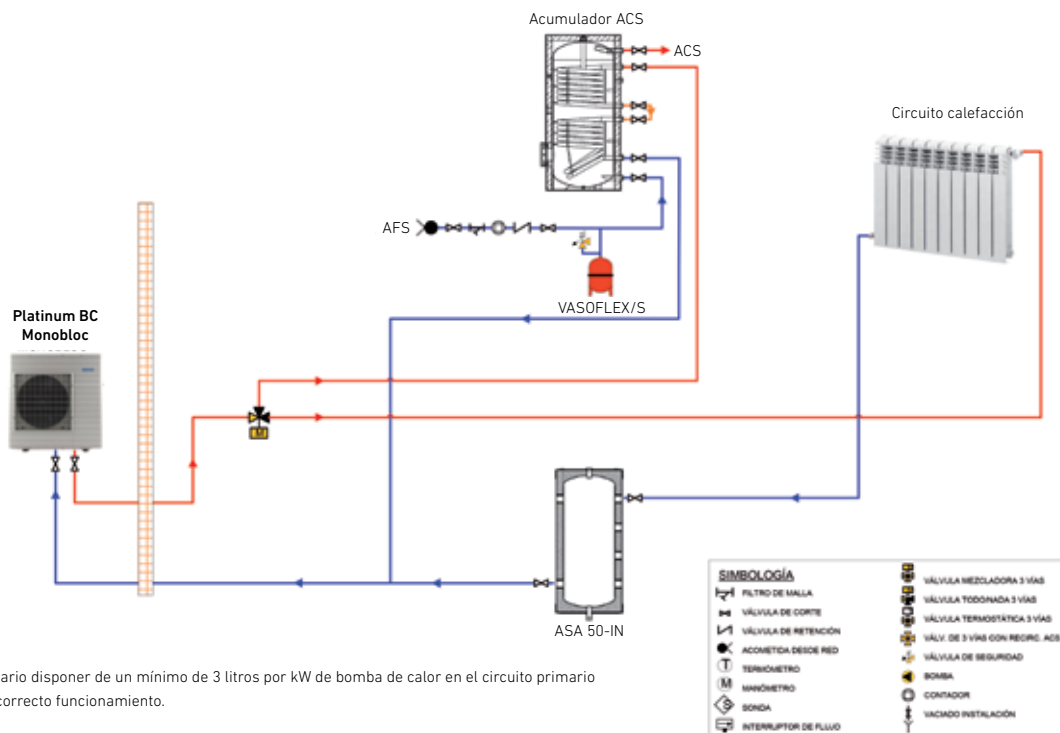 Acumulador ACS
ACS
Circuito calefacción
AFS
VASOFLEX/S
Platinum BC
Monobloc
M
ASA 50-IN
SIMBOLOGÍA
FILTRO DE MALLA
VÁLVULA DE CORTE
VÁLVULA DE RETENCIÓN
ACOMETIDA DESDE RED
T TERMÓMETRO
M MANÓMETRO
S SONDA
INTERRUPTOR DE FLUJO
VÁLVULA MEZCLADORA 3 VÍAS
VÁLVULA TODO/NADA 3 VÍAS
VÁLVULA TERMOSTÁTICA 3 VÍAS
VÁLV. DE 3 VÍAS CON RECIRC. ACS
VÁLVULA DE SEGURIDAD
BOMBA
CONTADOR
VACIADO INSTALACIÓN
ario disponer de un mínimo de 3 litros por kW de bomba de calor en el circuito primario
correcto funcionamiento.